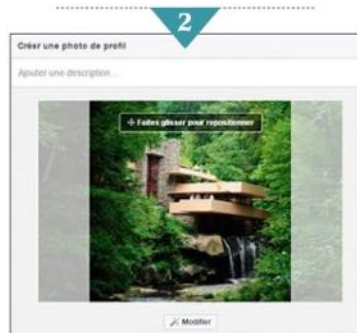 2
Créer une photo de profil
Ajouter une description...
Faites glisser pour repositionner
Modifier